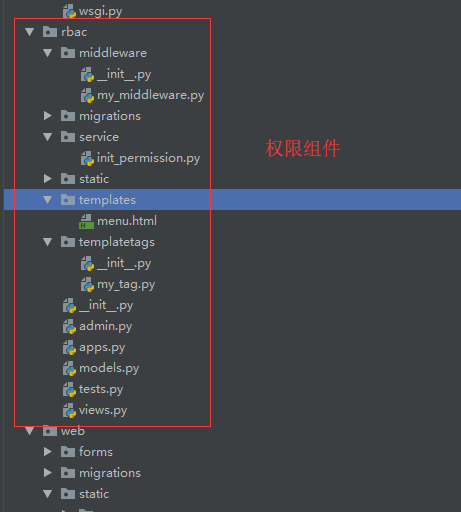 wsgi.py
rbac
middleware
__init__.py
my_middleware.py
migrations
service
权限组件
init_permission.py
static
templates
menu.html
templatetags
__init__.py
my_tag.py
__init__.py
admin.py
apps.py
models.py
tests.py
views.py
web
forms
migrations
static